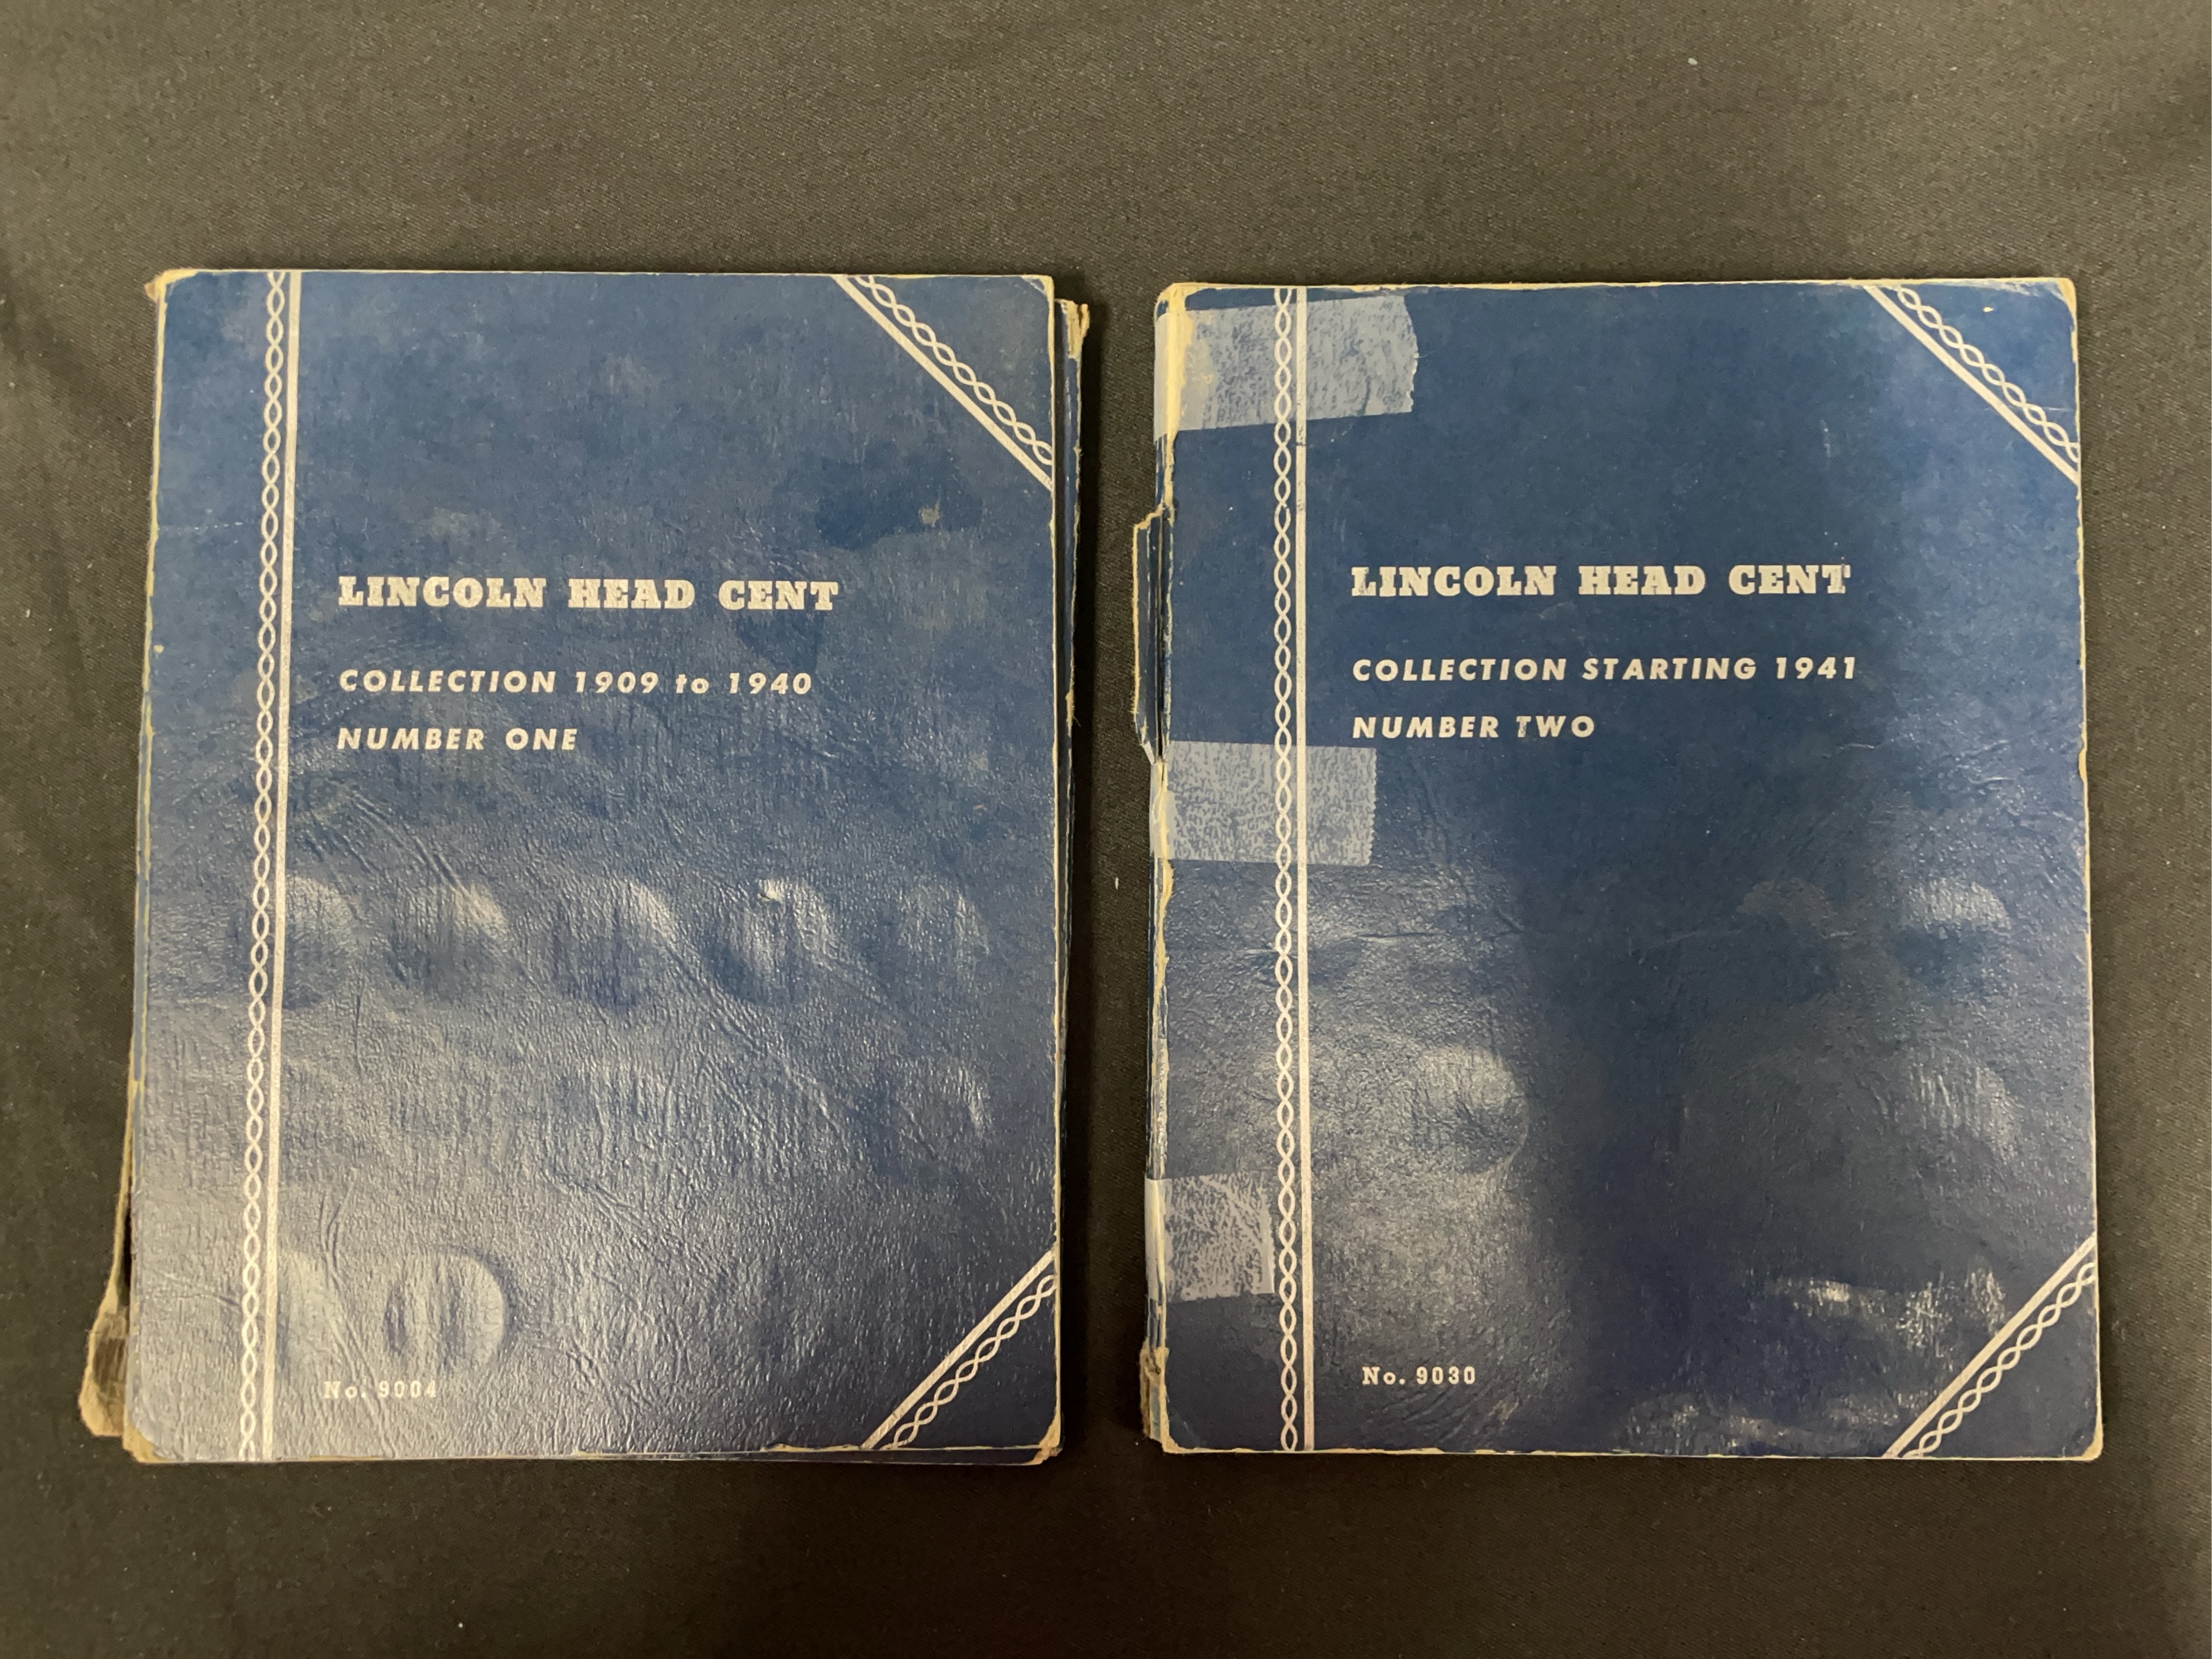 LINCOLN HEAD CENT
COLLECTION 1909 to 1940
NUMBER ONE
No. 9004
LINCOLN HEAD CENT
COLLECTION STARTING 1941
NUMBER TWO
No. 9030